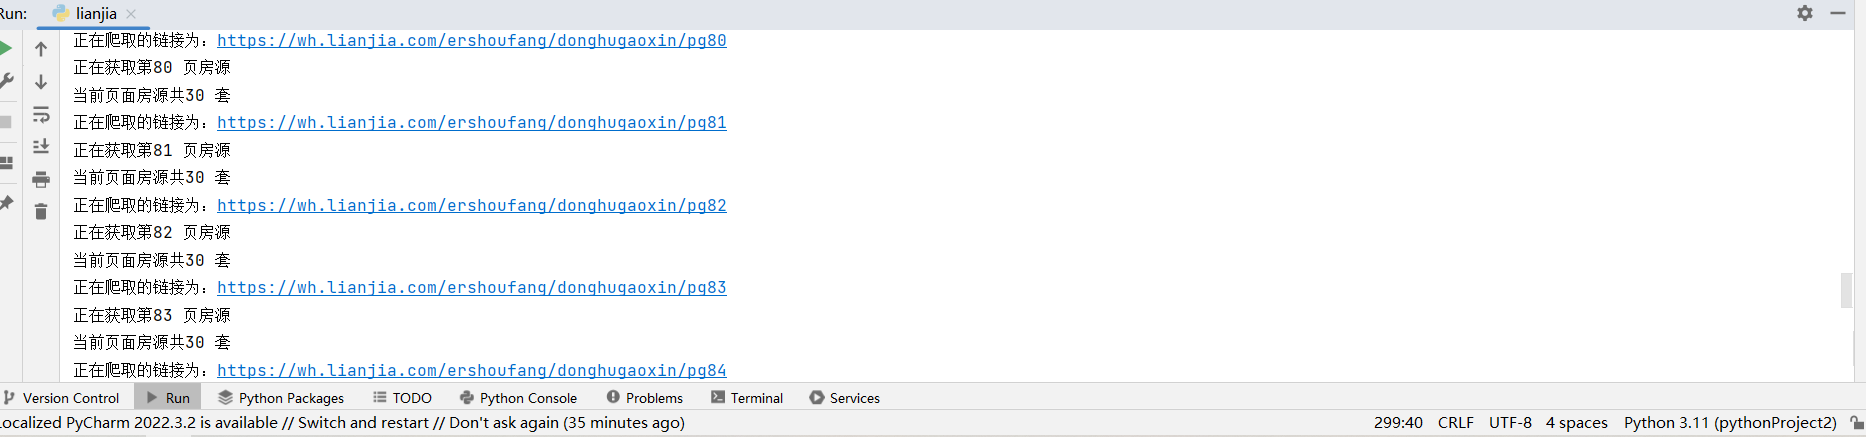 Run:
lianjia
正在爬取的链接为：https://wh.lianjia.com/ershoufang/donghugaoxin/pg80
正在获取第80 页房源
当前页面房源共30 套
正在爬取的链接为：https://wh.lianjia.com/ershoufang/donghugaoxin/pg81
正在获取第81 页房源
当前页面房源共30 套
正在爬取的链接为：https://wh.lianjia.com/ershoufang/donghugaoxin/pg82
正在获取第82 页房源
当前页面房源共30 套
正在爬取的链接为：https://wh.lianjia.com/ershoufang/donghugaoxin/pg83
正在获取第83 页房源
当前页面房源共30 套
正在爬取的链接为：https://wh.lianjia.com/ershoufang/donghugaoxin/pg84
Version Control Run Python Packages TODO Python Console Problems Terminal Services
Localized PyCharm 2022.3.2 is available // Switch and restart // Don't ask again (35 minutes ago) 299:40 CRLF UTF-8 4 spaces Python 3.11 (pythonProject2)